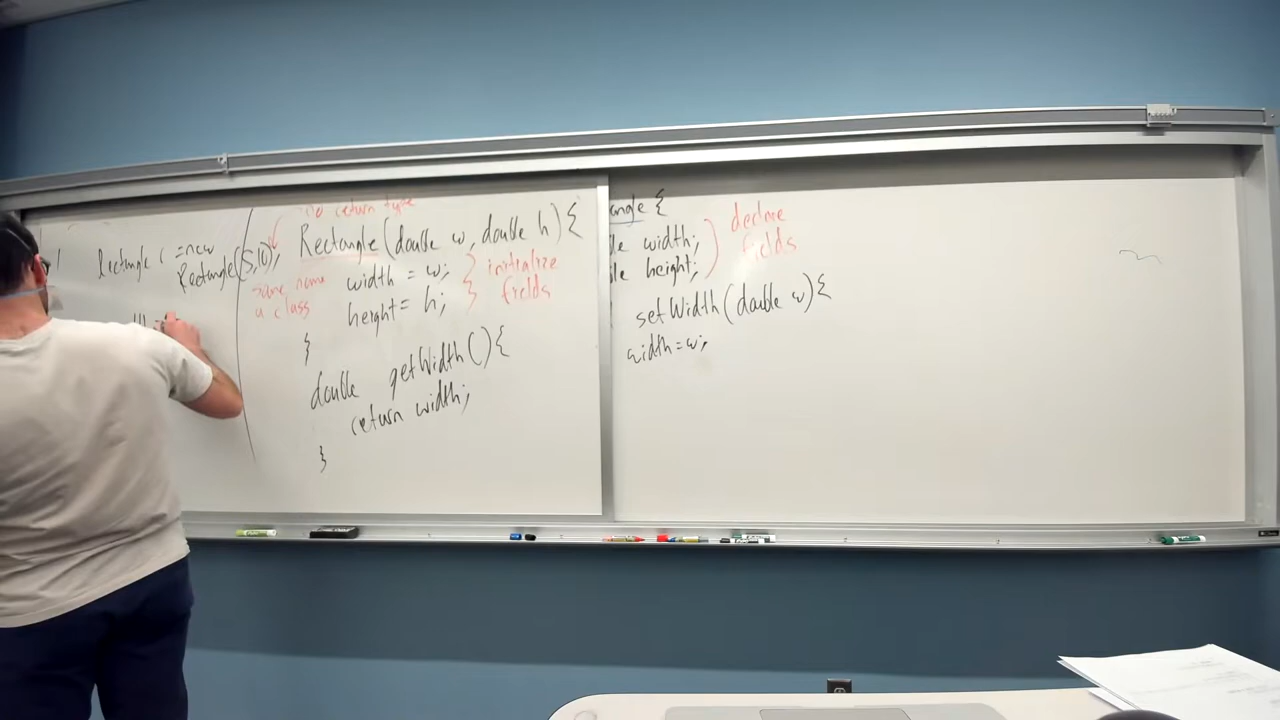 Rectangle r = new
Rectangle(5,10);
no return type
Rectangle(double w, double h){
same name
a class
width = w;
height = h;
initialize
fields
}
double getWidth(){
return width;
}
angle {
le width;
le height;
declare
fields
setWidth(double w){
width = w;